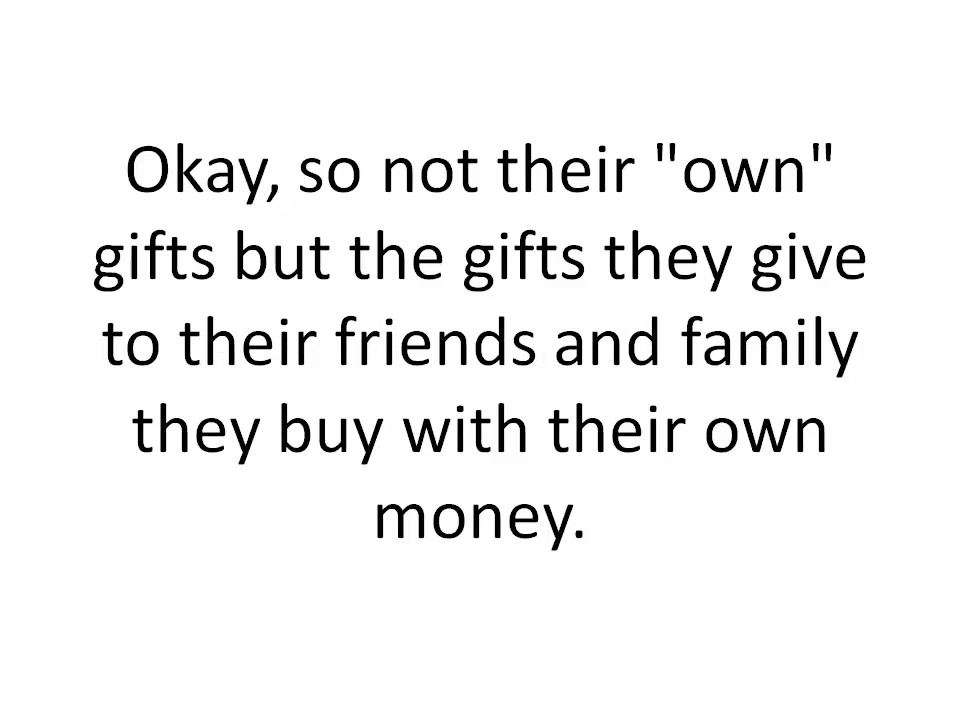 Okay, so not their "own"
gifts but the gifts they give
to their friends and family
they buy with their own
money.